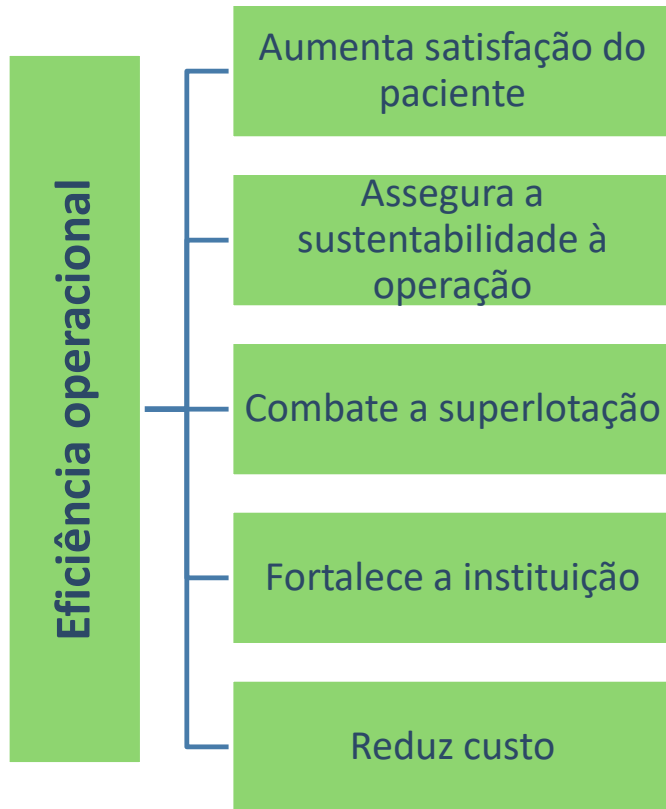 Eficiência operacional
Aumenta satisfação do
paciente
Assegura a
sustentabilidade à
operação
Combate a superlotação
Fortalece a instituição
Reduz custo